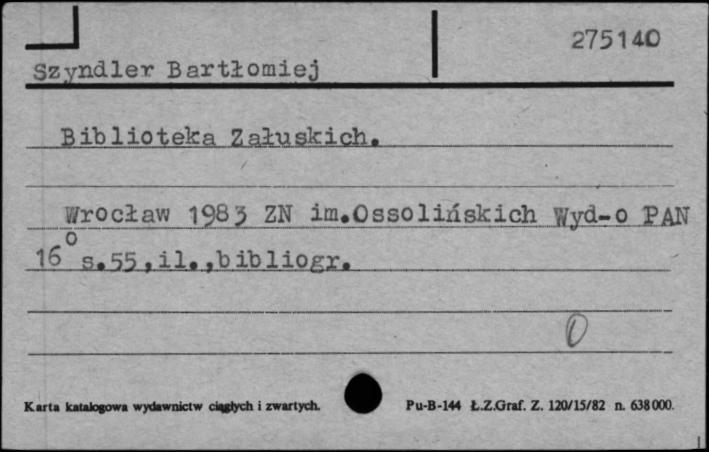 275140
Szyndler Bartłomiej
Biblioteka Załuskich.
Wrocław 1983 ZN im.Ossolińskich Wyd-o PAN
16° s.55,il.,bibliogr.
Karta katalogowa wydawnictw ciągłych i zwartych. Pu-B-144 Ł.Z.Graf. Z. 120/15/82 n. 638000.